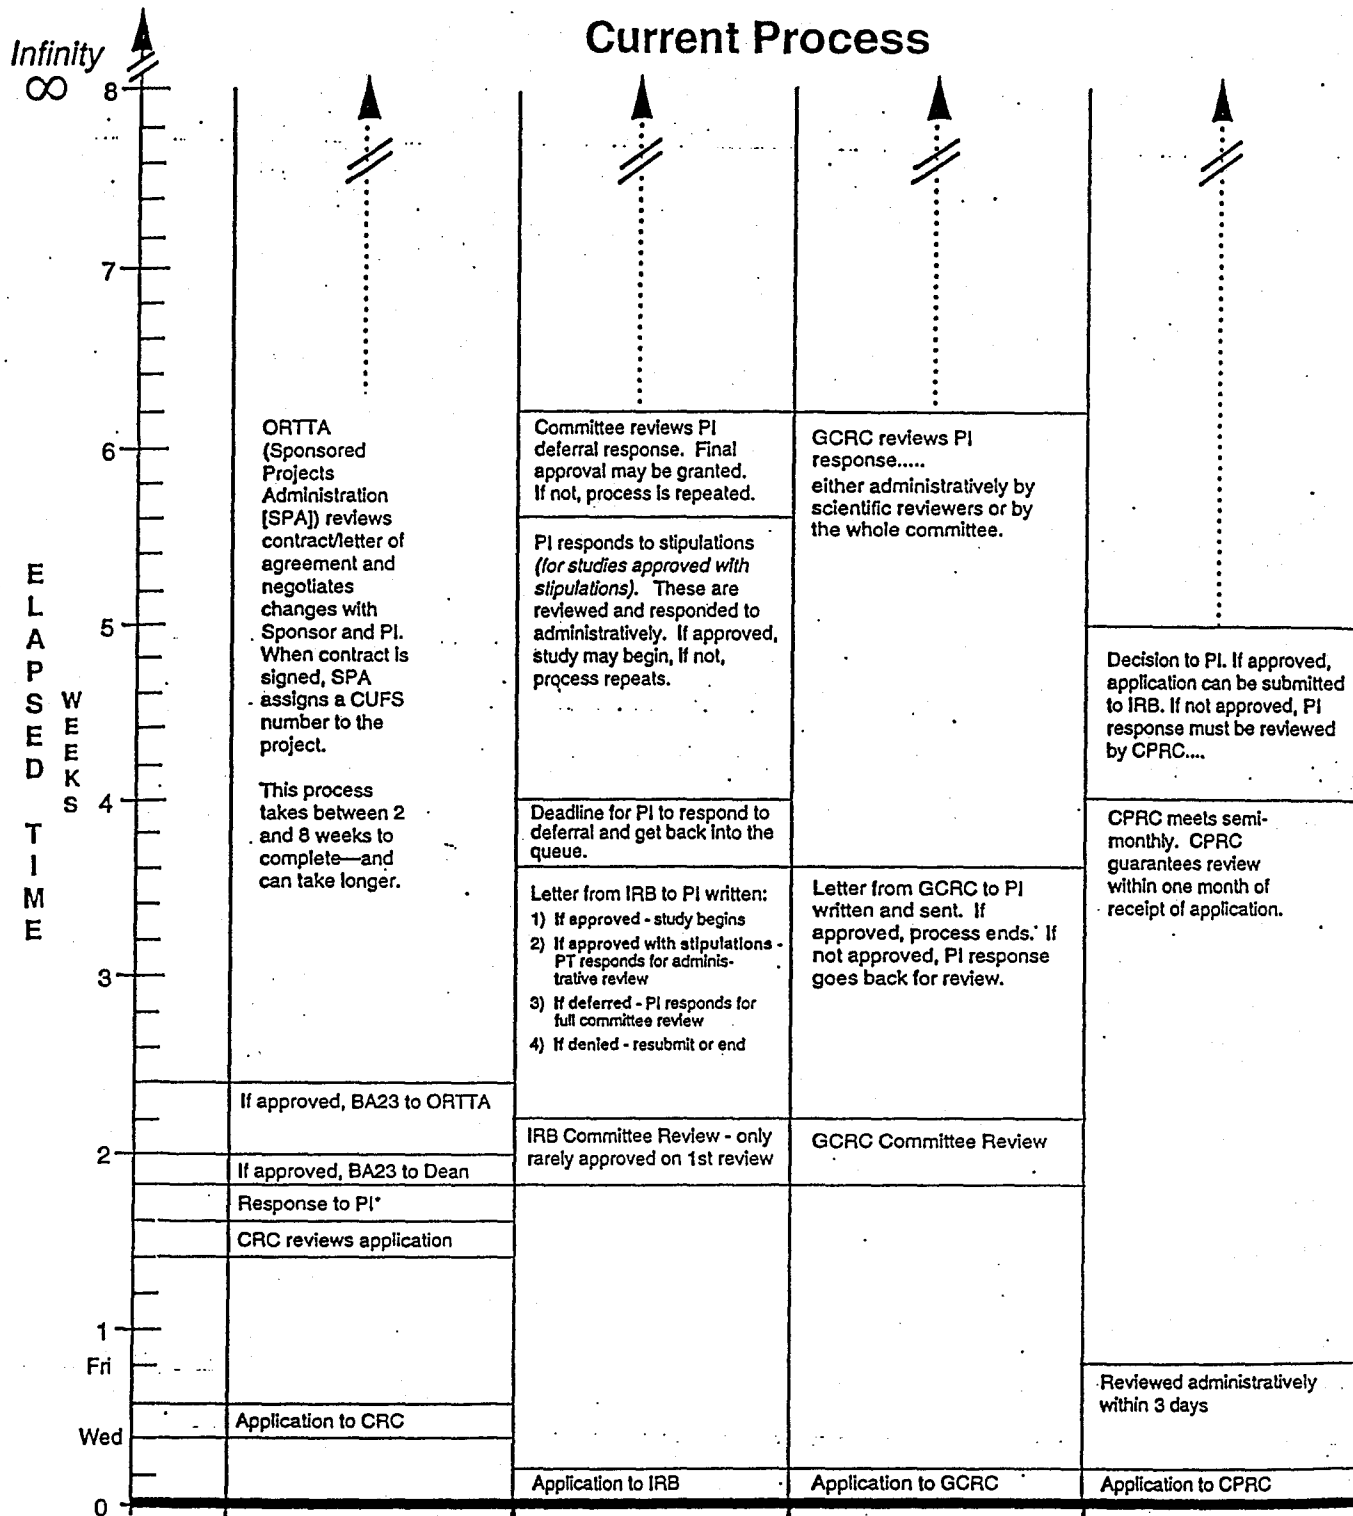 Current Process
Infinity
∞
8
7
6
5
4
3
2
1
Fri
Wed
0
ELAPSED TIME
WEEKS
ORTTA
(Sponsored
Projects
Administration
[SPA]) reviews
contract/letter of
agreement and
negotiates
changes with
Sponsor and PI.
When contract is
signed, SPA
assigns a CUFS
number to the
project.
This process
takes between 2
and 8 weeks to
complete—and
can take longer.
If approved, BA23 to ORTTA
If approved, BA23 to Dean
Response to PI*
CRC reviews application
Application to CRC
Committee reviews PI
deferral response. Final
approval may be granted.
If not, process is repeated.
PI responds to stipulations
(for studies approved with
stipulations). These are
reviewed and responded to
administratively. If approved,
study may begin, If not,
process repeats.
Deadline for PI to respond to
deferral and get back into the
queue.
Letter from IRB to PI written:
1) If approved - study begins
2) If approved with stipulations -
PT responds for adminis-
trative review
3) If deferred - PI responds for
full committee review
4) If denied - resubmit or end
IRB Committee Review - only
rarely approved on 1st review
Application to IRB
GCRC reviews PI
response.....
either administratively by
scientific reviewers or by
the whole committee.
Letter from GCRC to PI
written and sent. If
approved, process ends. If
not approved, PI response
goes back for review.
GCRC Committee Review
Application to GCRC
Decision to PI. If approved,
application can be submitted
to IRB. If not approved, PI
response must be reviewed
by CPRC....
CPRC meets semi-
monthly. CPRC
guarantees review
within one month of
receipt of application.
Reviewed administratively
within 3 days
Application to CPRC